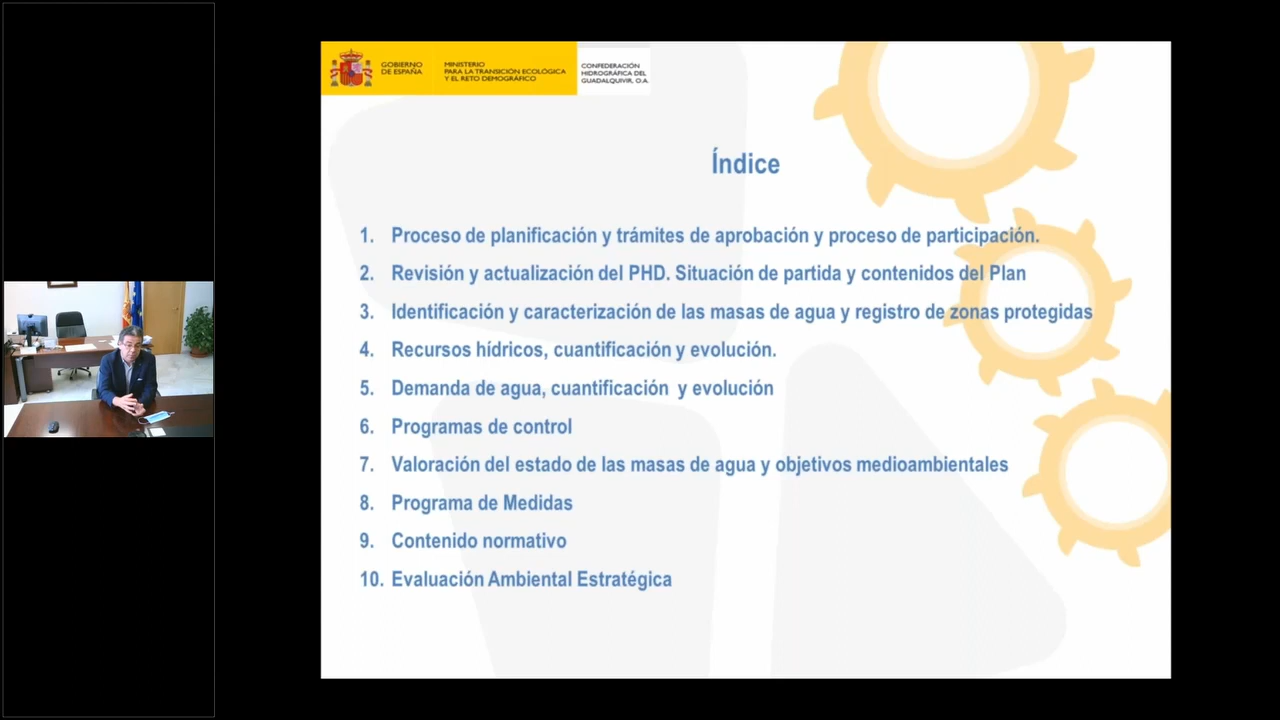 GOBIERNO
DE ESPAÑA
MINISTERIO
PARA LA TRANSICIÓN ECOLÓGICA
Y EL RETO DEMOGRÁFICO
CONFEDERACIÓN
HIDROGRÁFICA DEL
GUADALQUIVIR, O.A.
Índice
1. Proceso de planificación y trámites de aprobación y proceso de participación.
2. Revisión y actualización del PHD. Situación de partida y contenidos del Plan
3. Identificación y caracterización de las masas de agua y registro de zonas protegidas
4. Recursos hídricos, cuantificación y evolución.
5. Demanda de agua, cuantificación y evolución
6. Programas de control
7. Valoración del estado de las masas de agua y objetivos medioambientales
8. Programa de Medidas
9. Contenido normativo
10. Evaluación Ambiental Estratégica